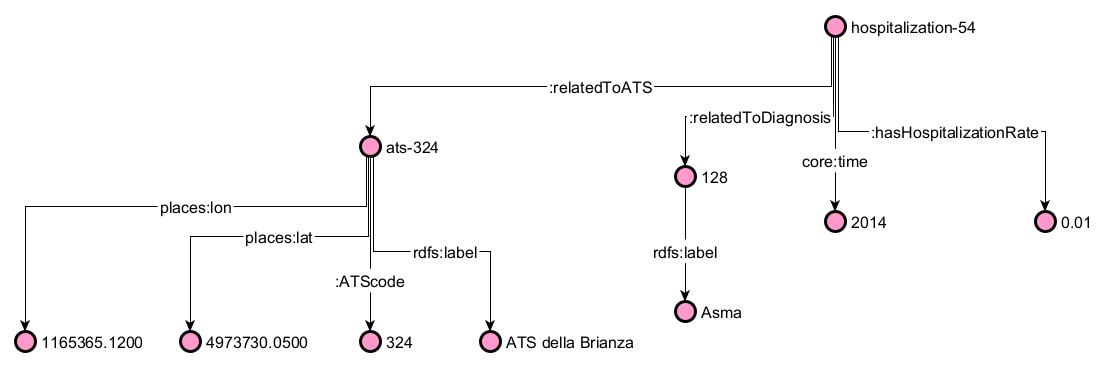 hospitalization-54
:relatedToATS
:relatedToDiagnosis
:hasHospitalizationRate
ats-324
core:time
128
places:lon
2014
0.01
places:lat
rdfs:label
rdfs:label
:ATScode
Asma
1165365.1200
4973730.0500
324
ATS della Brianza